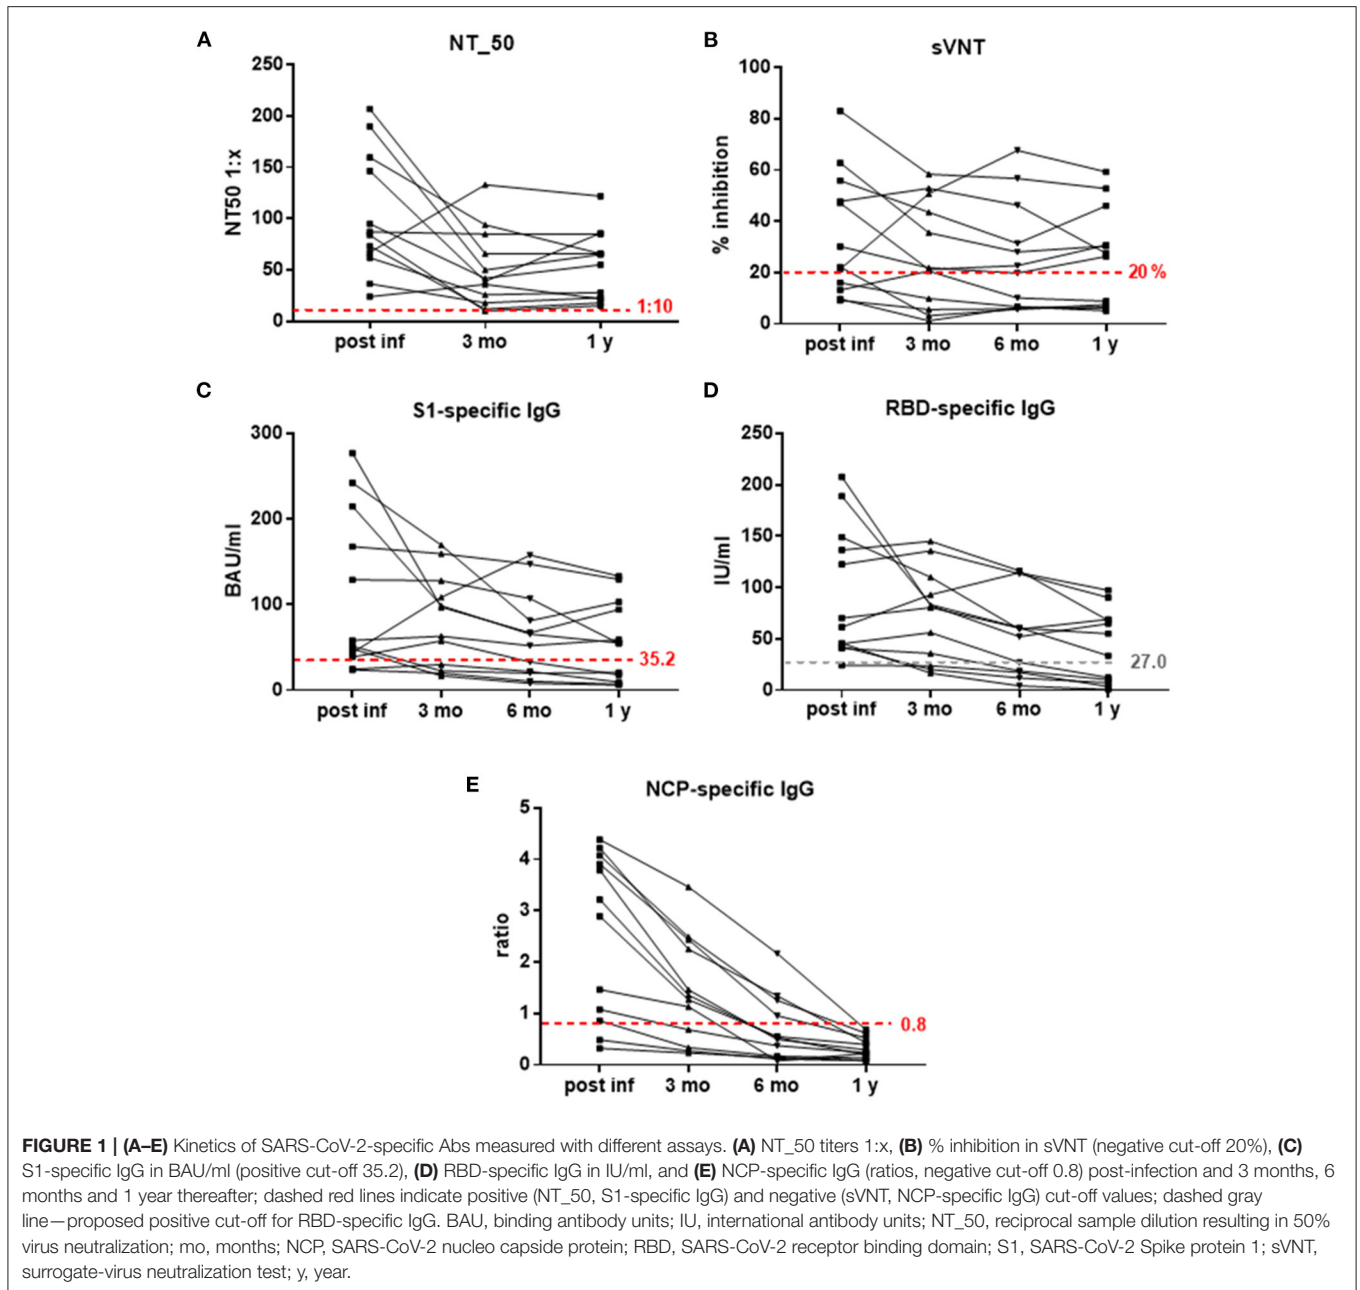 A
NT_50
NT50 1:x
250
200
150
100
50
0
1:10
post inf
3 mo
1 y
B
sVNT
% inhibition
100
80
60
40
20
0
20 %
post inf
3 mo
6 mo
1 y
C
S1-specific IgG
BAU/ml
300
200
100
0
35.2
post inf
3 mo
6 mo
1 y
D
RBD-specific IgG
IU/ml
250
200
150
100
50
0
27.0
post inf
3 mo
6 mo
1 y
E
NCP-specific IgG
ratio
5
4
3
2
1
0
0.8
post inf
3 mo
6 mo
1 y
FIGURE 1 | (A–E) Kinetics of SARS-CoV-2-specific Abs measured with different assays. (A) NT_50 titers 1:x, (B) % inhibition in sVNT (negative cut-off 20%), (C)
S1-specific IgG in BAU/ml (positive cut-off 35.2), (D) RBD-specific IgG in IU/ml, and (E) NCP-specific IgG (ratios, negative cut-off 0.8) post-infection and 3 months, 6
months and 1 year thereafter; dashed red lines indicate positive (NT_50, S1-specific IgG) and negative (sVNT, NCP-specific IgG) cut-off values; dashed gray
line—proposed positive cut-off for RBD-specific IgG. BAU, binding antibody units; IU, international antibody units; NT_50, reciprocal sample dilution resulting in 50%
virus neutralization; mo, months; NCP, SARS-CoV-2 nucleo capside protein; RBD, SARS-CoV-2 receptor binding domain; S1, SARS-CoV-2 Spike protein 1; sVNT,
surrogate-virus neutralization test; y, year.